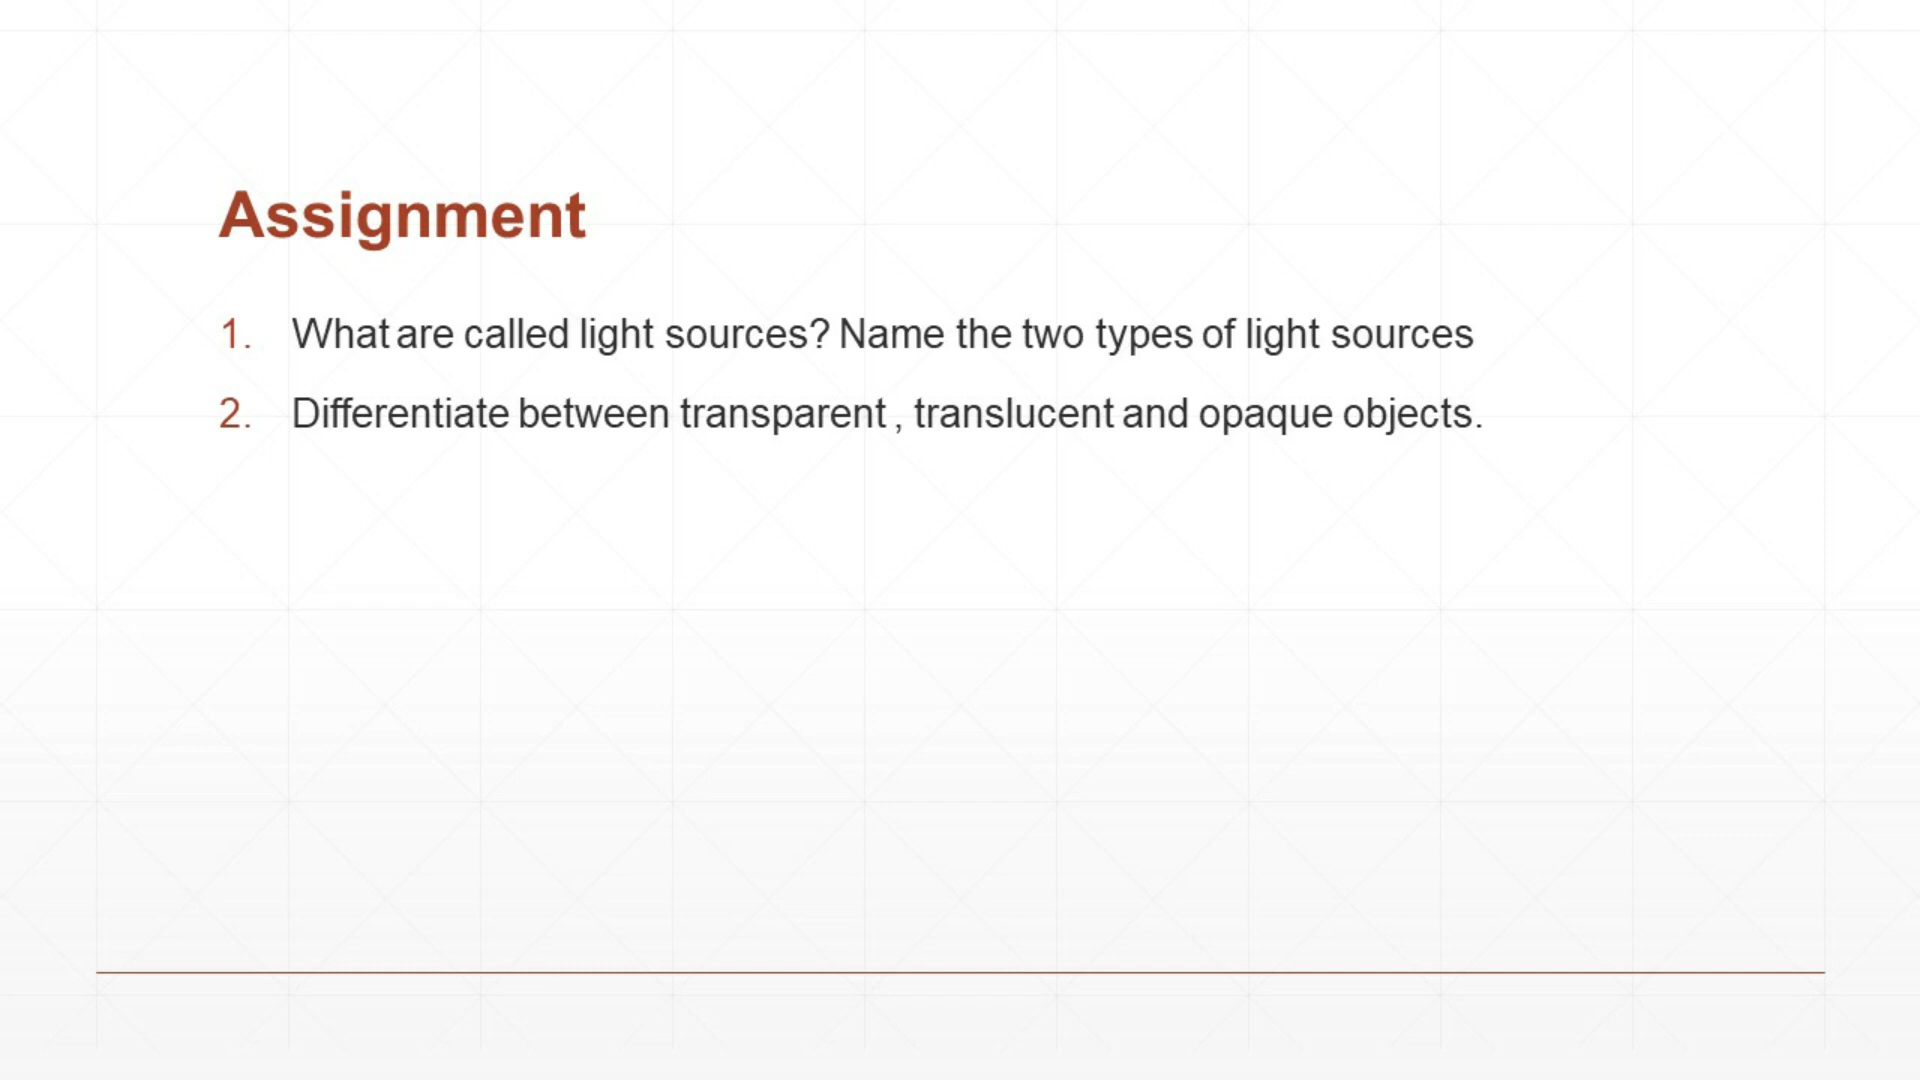 Assignment
1. What are called light sources? Name the two types of light sources
2. Differentiate between transparent , translucent and opaque objects.